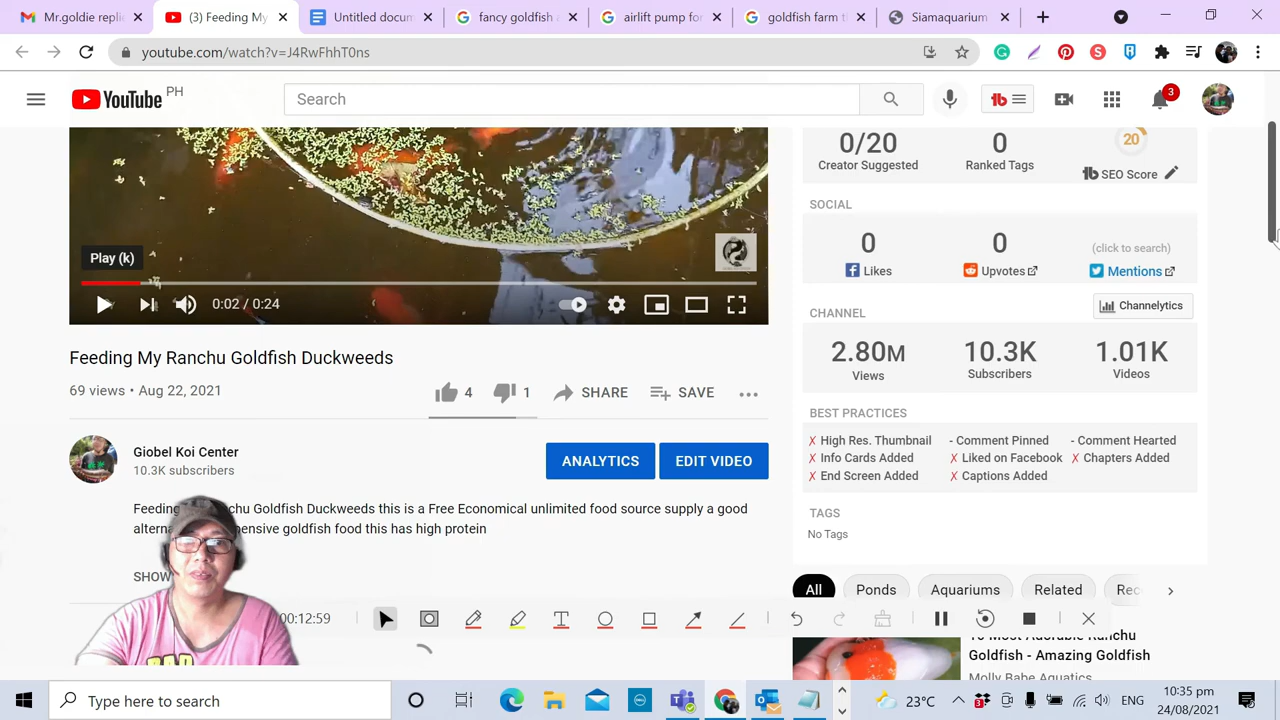 Mr.goldie repli
(3) Feeding My
Untitled docum
fancy goldfish a
airlift pump for
goldfish farm th
Siamaquarium
youtube.com/watch?v=J4RwFhhT0ns
YouTube PH
Search
3
Play (k)
0:02 / 0:24
Feeding My Ranchu Goldfish Duckweeds
69 views • Aug 22, 2021
4
1
SHARE
SAVE
Giobel Koi Center
10.3K subscribers
ANALYTICS
EDIT VIDEO
Feeding
chu Goldfish Duckweeds this is a Free Economical unlimited food source supply a good
goldfish food this has high protein
0/20
0
20
Creator Suggested
Ranked Tags
SEO Score
SOCIAL
0
0
(click to search)
Likes
Upvotes
Mentions
CHANNEL
Channelytics
2.80M
10.3K
1.01K
Views
Subscribers
Videos
BEST PRACTICES
X High Res. Thumbnail
- Comment Pinned
- Comment Hearted
X Info Cards Added
X Liked on Facebook
X Chapters Added
X End Screen Added
X Captions Added
TAGS
No Tags
All
Ponds
Aquariums
Related
Rec
:00:12:59
10 Most Adorable Ranchu
Goldfish - Amazing Goldfish
Molly Babe Aquatics
Type here to search
23°C
ENG
10:35 pm
24/08/2021